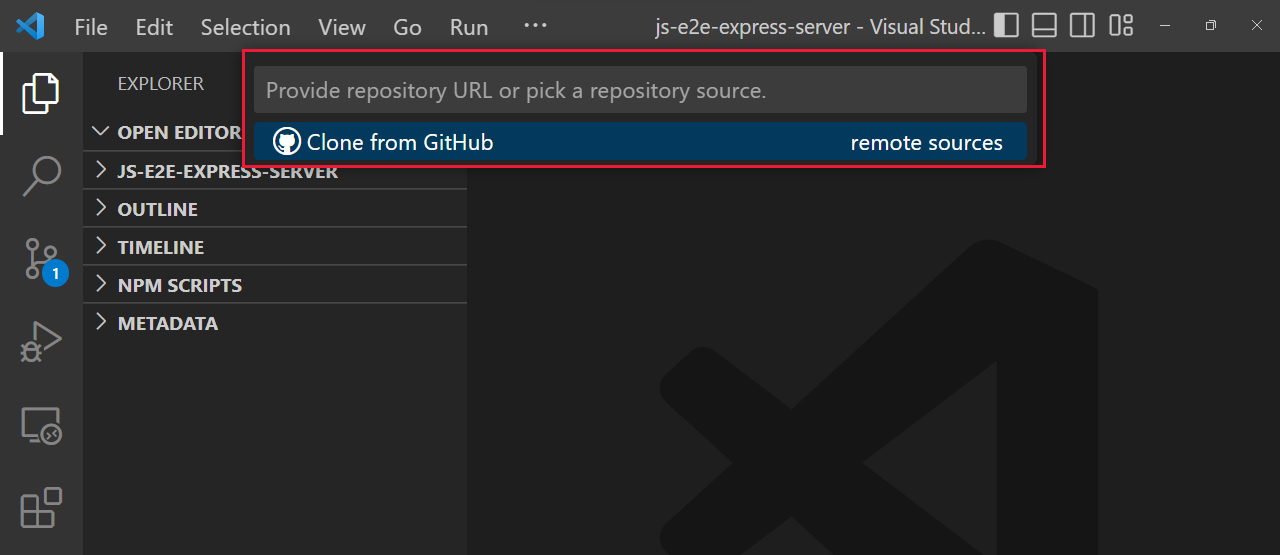 File Edit Selection View Go Run ··· js-e2e-express-server - Visual Stud...
EXPLORER
Provide repository URL or pick a repository source.
OPEN EDITOR
Clone from GitHub remote sources
JS-E2E-EXPRESS-SERVER
OUTLINE
TIMELINE
1
NPM SCRIPTS
METADATA